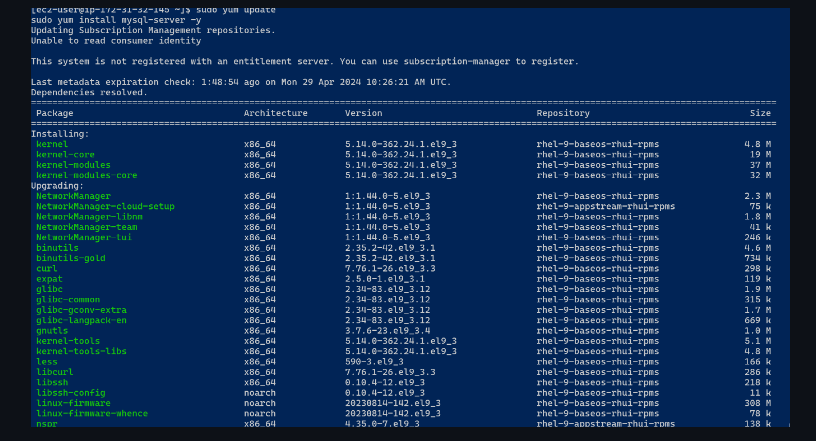 [ec2-user@ip-172-31-32-145 ~]$ sudo yum update
sudo yum install mysql-server -y
Updating Subscription Management repositories.
Unable to read consumer identity
This system is not registered with an entitlement server. You can use subscription-manager to register.
Last metadata expiration check: 1:48:54 ago on Mon 29 Apr 2024 10:26:21 AM UTC.
Dependencies resolved.
Package Architecture Version Repository Size
Installing:
kernel x86_64 5.14.0-362.24.1.el9_3 rhel-9-baseos-rhui-rpms 4.8 M
kernel-core x86_64 5.14.0-362.24.1.el9_3 rhel-9-baseos-rhui-rpms 19 M
kernel-modules x86_64 5.14.0-362.24.1.el9_3 rhel-9-baseos-rhui-rpms 37 M
kernel-modules-core x86_64 5.14.0-362.24.1.el9_3 rhel-9-baseos-rhui-rpms 32 M
Upgrading:
NetworkManager x86_64 1:1.44.0-5.el9_3 rhel-9-baseos-rhui-rpms 2.3 M
NetworkManager-cloud-setup x86_64 1:1.44.0-5.el9_3 rhel-9-appstream-rhui-rpms 75 k
NetworkManager-libnm x86_64 1:1.44.0-5.el9_3 rhel-9-baseos-rhui-rpms 1.8 M
NetworkManager-team x86_64 1:1.44.0-5.el9_3 rhel-9-baseos-rhui-rpms 41 k
NetworkManager-tui x86_64 1:1.44.0-5.el9_3 rhel-9-baseos-rhui-rpms 246 k
binutils x86_64 2.35.2-42.el9_3.1 rhel-9-baseos-rhui-rpms 4.6 M
binutils-gold x86_64 2.35.2-42.el9_3.1 rhel-9-baseos-rhui-rpms 734 k
curl x86_64 7.76.1-26.el9_3.3 rhel-9-baseos-rhui-rpms 298 k
expat x86_64 2.5.0-1.el9_3.1 rhel-9-baseos-rhui-rpms 119 k
glibc x86_64 2.34-83.el9_3.12 rhel-9-baseos-rhui-rpms 1.9 M
glibc-common x86_64 2.34-83.el9_3.12 rhel-9-baseos-rhui-rpms 315 k
glibc-gconv-extra x86_64 2.34-83.el9_3.12 rhel-9-baseos-rhui-rpms 1.7 M
glibc-langpack-en x86_64 2.34-83.el9_3.12 rhel-9-baseos-rhui-rpms 669 k
gnutls x86_64 3.7.6-23.el9_3.4 rhel-9-baseos-rhui-rpms 1.0 M
kernel-tools x86_64 5.14.0-362.24.1.el9_3 rhel-9-baseos-rhui-rpms 5.1 M
kernel-tools-libs x86_64 5.14.0-362.24.1.el9_3 rhel-9-baseos-rhui-rpms 4.8 M
less x86_64 590-3.el9_3 rhel-9-baseos-rhui-rpms 166 k
libcurl x86_64 7.76.1-26.el9_3.3 rhel-9-baseos-rhui-rpms 286 k
libssh x86_64 0.10.4-12.el9_3 rhel-9-baseos-rhui-rpms 218 k
libssh-config noarch 0.10.4-12.el9_3 rhel-9-baseos-rhui-rpms 11 k
linux-firmware noarch 20230814-142.el9_3 rhel-9-baseos-rhui-rpms 308 M
linux-firmware-whence noarch 20230814-142.el9_3 rhel-9-baseos-rhui-rpms 78 k
nspr x86_64 4.35.0-7.el9_3 rhel-9-appstream-rhui-rpms 138 k